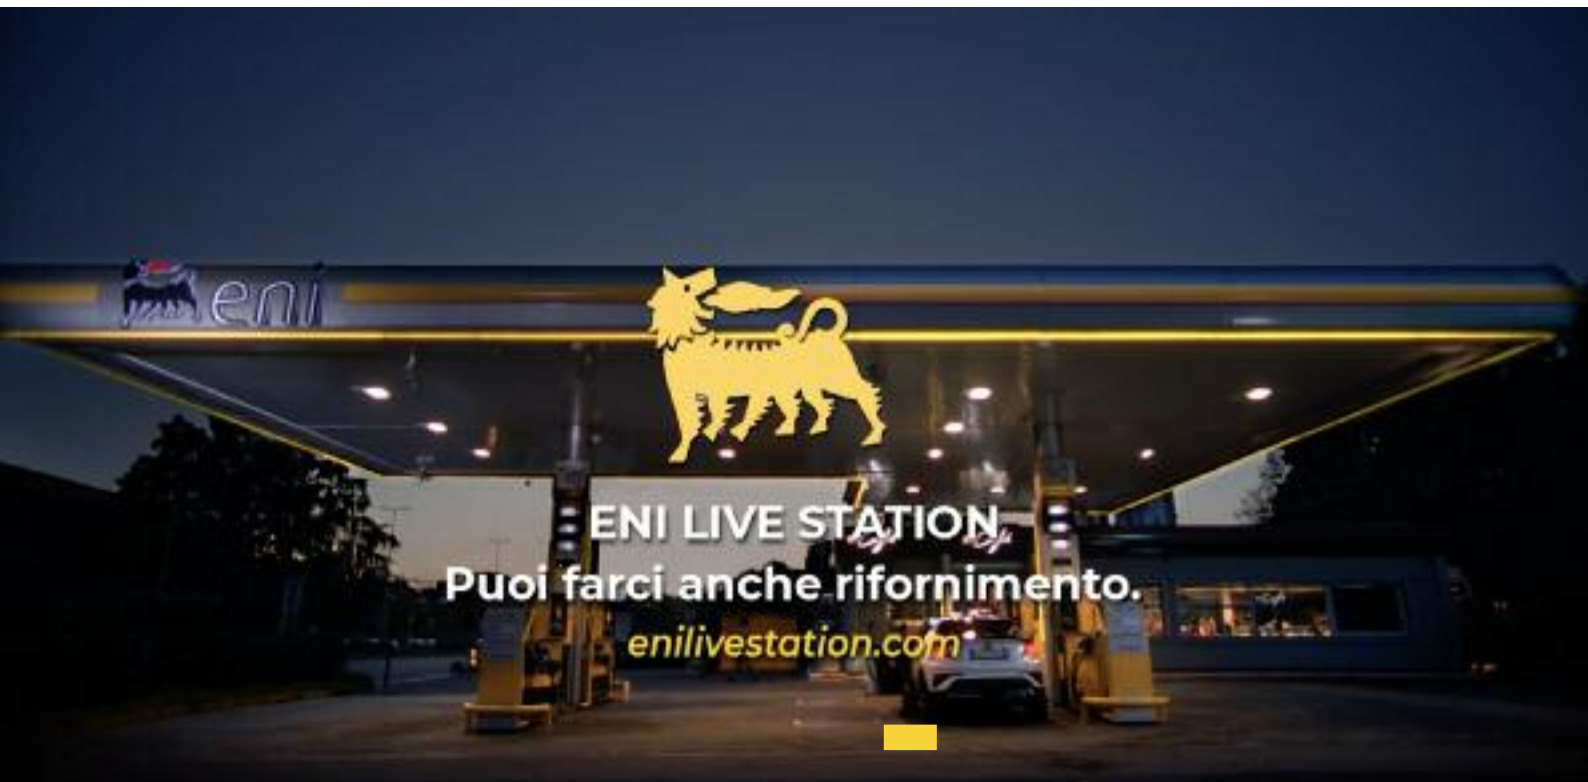 eni
ENI LIVE STATION
Puoi farci anche rifornimento.
enilivestation.com